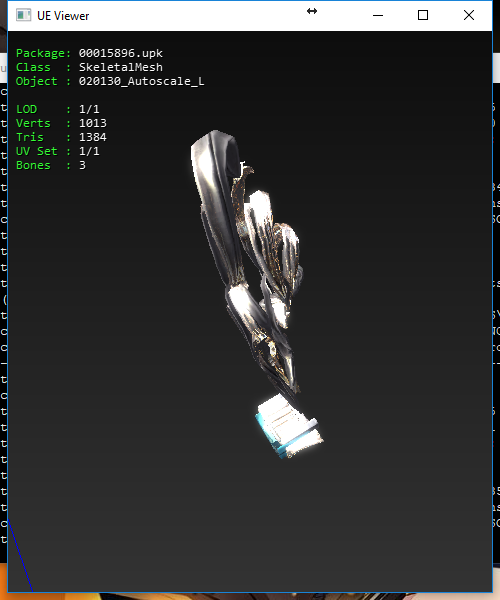 UE Viewer
Package: 00015896.upk
Class  : SkeletalMesh
Object : 020130_Autoscale_L
LOD    : 1/1
Verts  : 1013
Tris   : 1384
UV Set : 1/1
Bones  : 3